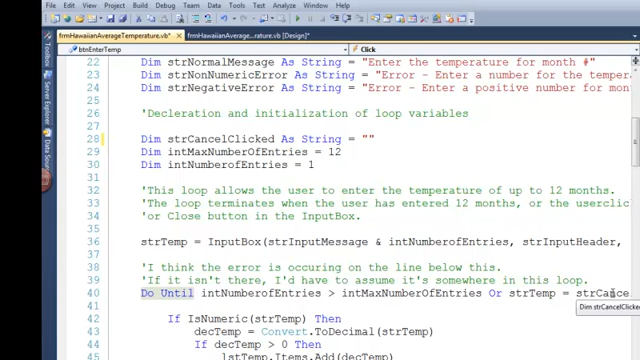 File Edit View Project Build Debug Team Data Tools Architecture Test Analyze Window Help
frmHawaiianAverageTemperature.vb* frmHawaiianAverage...rature.vb [Design]*
btnEnterTemp Click
22 Dim strNormalMessage As String = "Enter the temperature for month #"
23 Dim strNonNumericError As String = "Error - Enter a number for the tempera
24 Dim strNegativeError As String = "Error - Enter a positive number for mon
25
26 'Decleration and initialization of loop variables
27
28 Dim strCancelClicked As String = ""
29 Dim intMaxNumberOfEntries = 12
30 Dim intNumberofEntries = 1
31
32 'This loop allows the user to enter the temperature of up to 12 months.
33 'The loop terminates when the user has entered 12 months, or the userclic
34 'or Close button in the InputBox.
35
36 strTemp = InputBox(strInputMessage & intNumberofEntries, strInputHeader,
37
38 'I think the error is occuring on the line below this.
39 'If it isn't there, I'd have to assume it's somewhere in this loop.
40 Do Until intNumberofEntries > intMaxNumberOfEntries Or strTemp = strCance
Dim strCancelClicked
41
42 If IsNumeric(strTemp) Then
43 decTemp = Convert.ToDecimal(strTemp)
44 If decTemp > 0 Then
45 lstTemp.Items.Add(decTemp)
Toolbox
Server Explorer
Data Sources